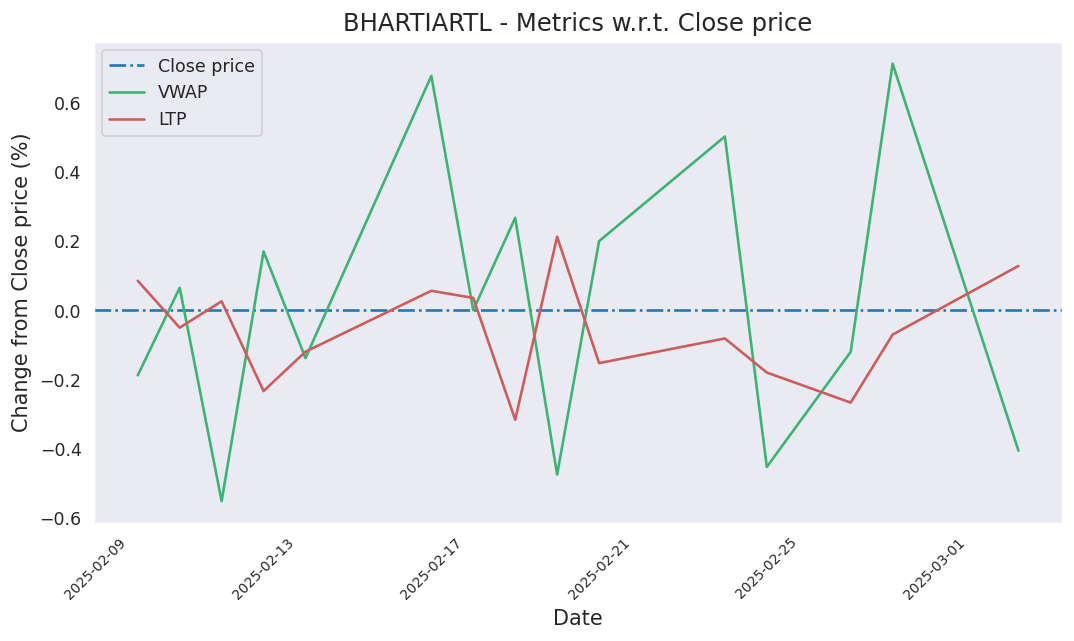 BHARTIARTL - Metrics w.r.t. Close price
Close price
VWAP
LTP
Change from Close price (%)
0.6
0.4
0.2
0.0
−0.2
−0.4
−0.6
2025-02-09
2025-02-13
2025-02-17
2025-02-21
2025-02-25
2025-03-01
Date